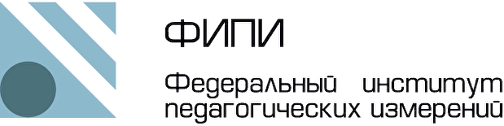 ФИПИ
Федеральный институт
педагогических измерений